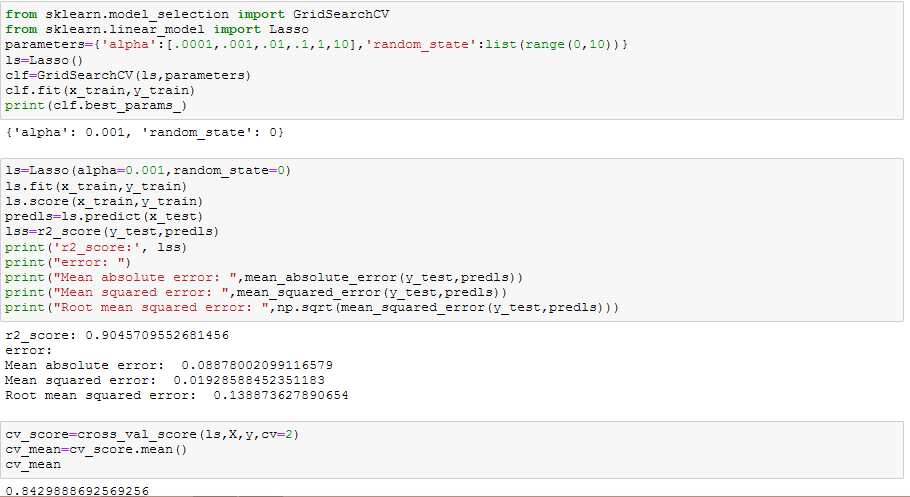 from sklearn.model_selection import GridSearchCV
from sklearn.linear_model import Lasso
parameters={'alpha':[.0001,.001,.01,.1,1,10],'random_state':list(range(0,10))}
ls=Lasso()
clf=GridSearchCV(ls,parameters)
clf.fit(x_train,y_train)
print(clf.best_params_)
{'alpha': 0.001, 'random_state': 0}
ls=Lasso(alpha=0.001,random_state=0)
ls.fit(x_train,y_train)
ls.score(x_train,y_train)
predls=ls.predict(x_test)
lss=r2_score(y_test,predls)
print('r2_score:', lss)
print("error: ")
print("Mean absolute error: ",mean_absolute_error(y_test,predls))
print("Mean squared error: ",mean_squared_error(y_test,predls))
print("Root mean squared error: ",np.sqrt(mean_squared_error(y_test,predls)))
r2_score: 0.9045709552681456
error:
Mean absolute error:  0.08878002099116579
Mean squared error:  0.01928588452351183
Root mean squared error:  0.138873627890654
cv_score=cross_val_score(ls,X,y,cv=2)
cv_mean=cv_score.mean()
cv_mean
0.8429888692569256